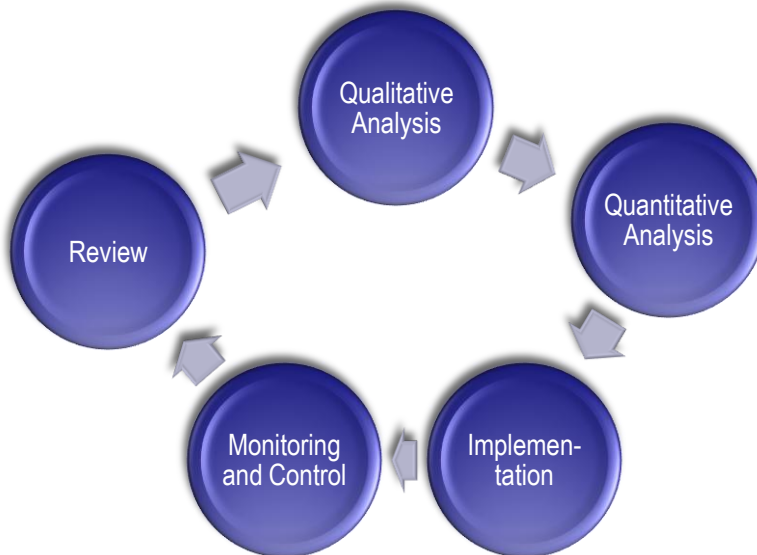 Qualitative
Analysis
Quantitative
Analysis
Implemen-
tation
Monitoring
and Control
Review